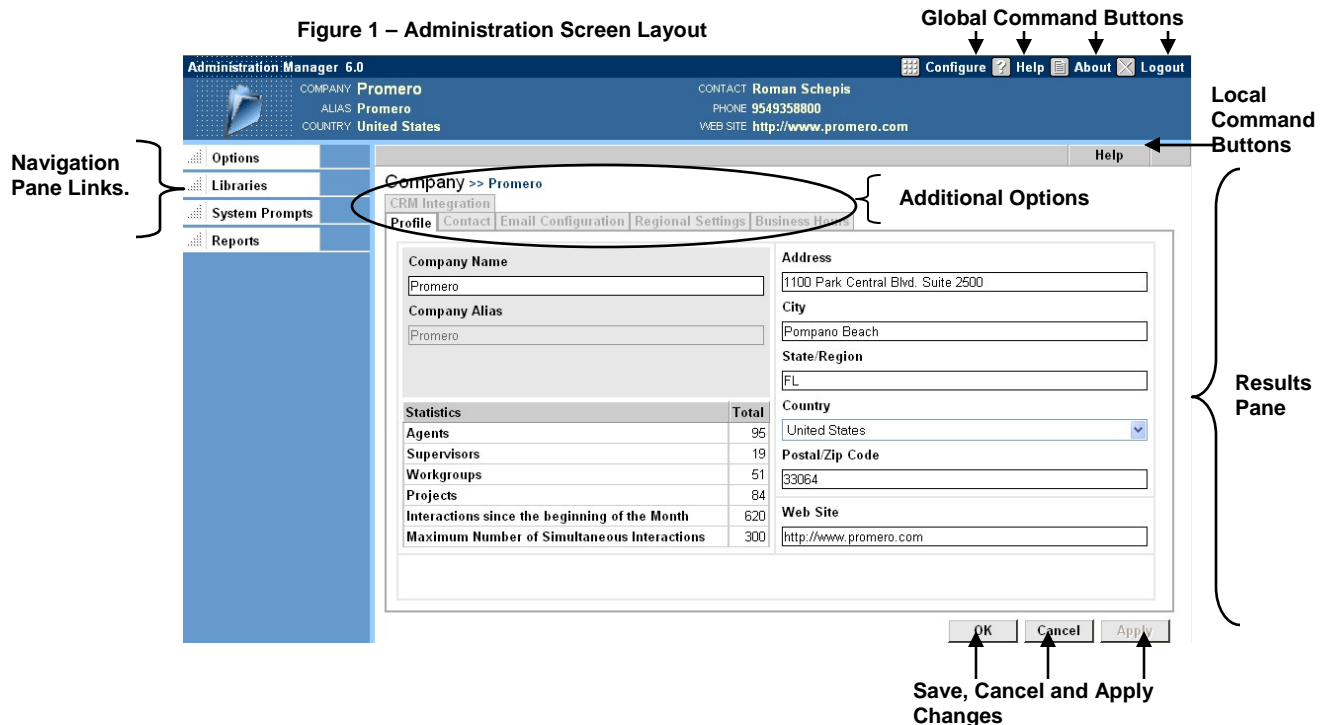 Figure 1 – Administration Screen Layout
Global Command Buttons
Administration Manager 6.0
Configure ? Help About Logout
COMPANY Promero
ALIAS Promero
COUNTRY United States
CONTACT Roman Schepis
PHONE 9549358800
WEB SITE http://www.promero.com
Local
Command
Buttons
Navigation
Pane Links.
Options
Libraries
System Prompts
Reports
Help
Company >> Promero
Additional Options
CRM Integration
Profile Contact Email Configuration Regional Settings Business Hours
Company Name
Promero
Company Alias
Promero
Statistics Total
Agents 95
Supervisors 19
Workgroups 51
Projects 84
Interactions since the beginning of the Month 620
Maximum Number of Simultaneous Interactions 300
Address
1100 Park Central Blvd. Suite 2500
City
Pompano Beach
State/Region
FL
Country
United States
Postal/Zip Code
33064
Web Site
http://www.promero.com
Results
Pane
OK Cancel Apply
Save, Cancel and Apply
Changes